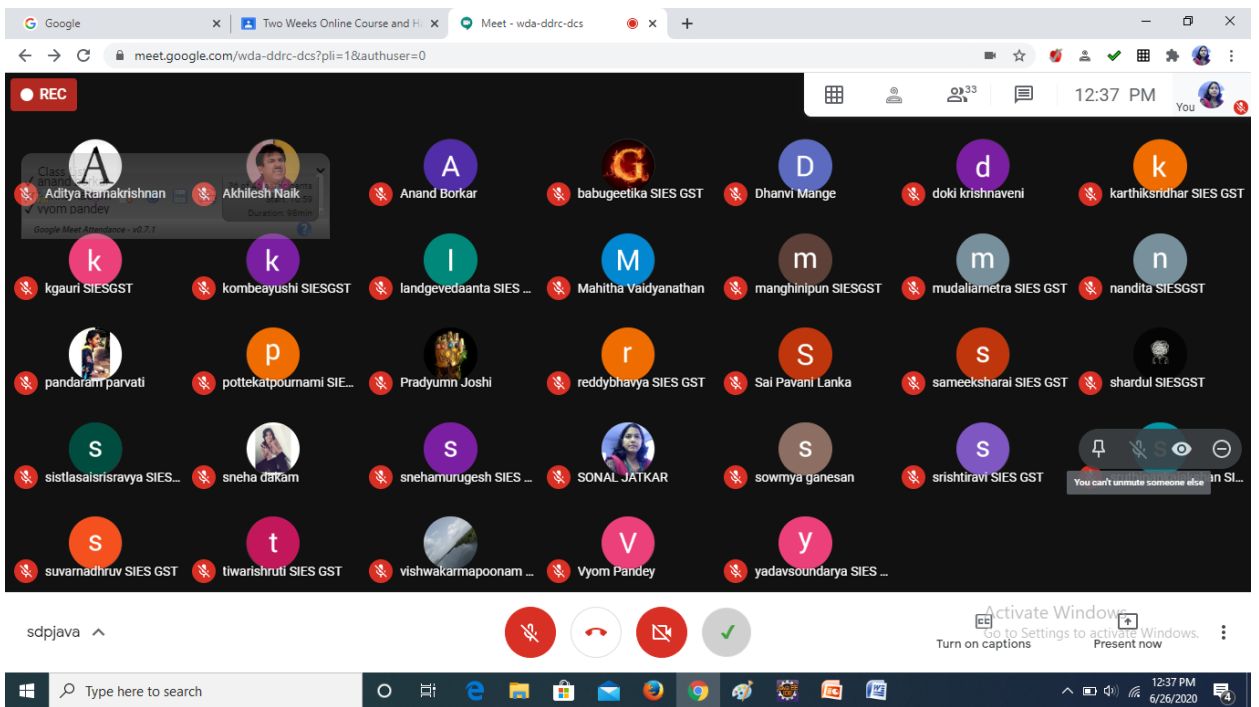 Google
Two Weeks Online Course and H
Meet - wda-ddrc-dcs
meet.google.com/wda-ddrc-dcs?pli=1&authuser=0
REC
33
12:37 PM
You
A
A
G
D
d
k
Class
Aditya Ramakrishnan
Akhilesh Naik
Anand Borkar
babugeetika SIES GST
Dhanvi Mange
doki krishnaveni
karthiksridhar SIES GST
vyom pandey
Duration: 98min
Google Meet Attendance - v0.7.1
k
k
l
M
m
m
n
kgauri SIESGST
kombeayushi SIESGST
landgevedaanta SIES ...
Mahitha Vaidyanathan
manghinipun SIESGST
mudaliarnetra SIES GST
nandita SIESGST
p
r
S
s
pandaram parvati
pottekatpournami SIE...
Pradyumn Joshi
reddybhavya SIES GST
Sai Pavani Lanka
sameeksharai SIES GST
shardul SIESGST
s
s
s
s
s
sistlasaisrisravya SIES...
sneha dakam
snehamurugesh SIES ...
SONAL JATKAR
sowmya ganesan
srishtiravi SIES GST
You can't unmute someone else
an SI...
s
t
V
y
suvarnadhruv SIES GST
tiwarishruti SIES GST
vishwakarmapoonam ...
Vyom Pandey
yadavsoundarya SIES ...
sdpjava
Turn on captions
Present now
Activate Windows
Go to Settings to activate Windows.
Type here to search
12:37 PM
6/26/2020
4